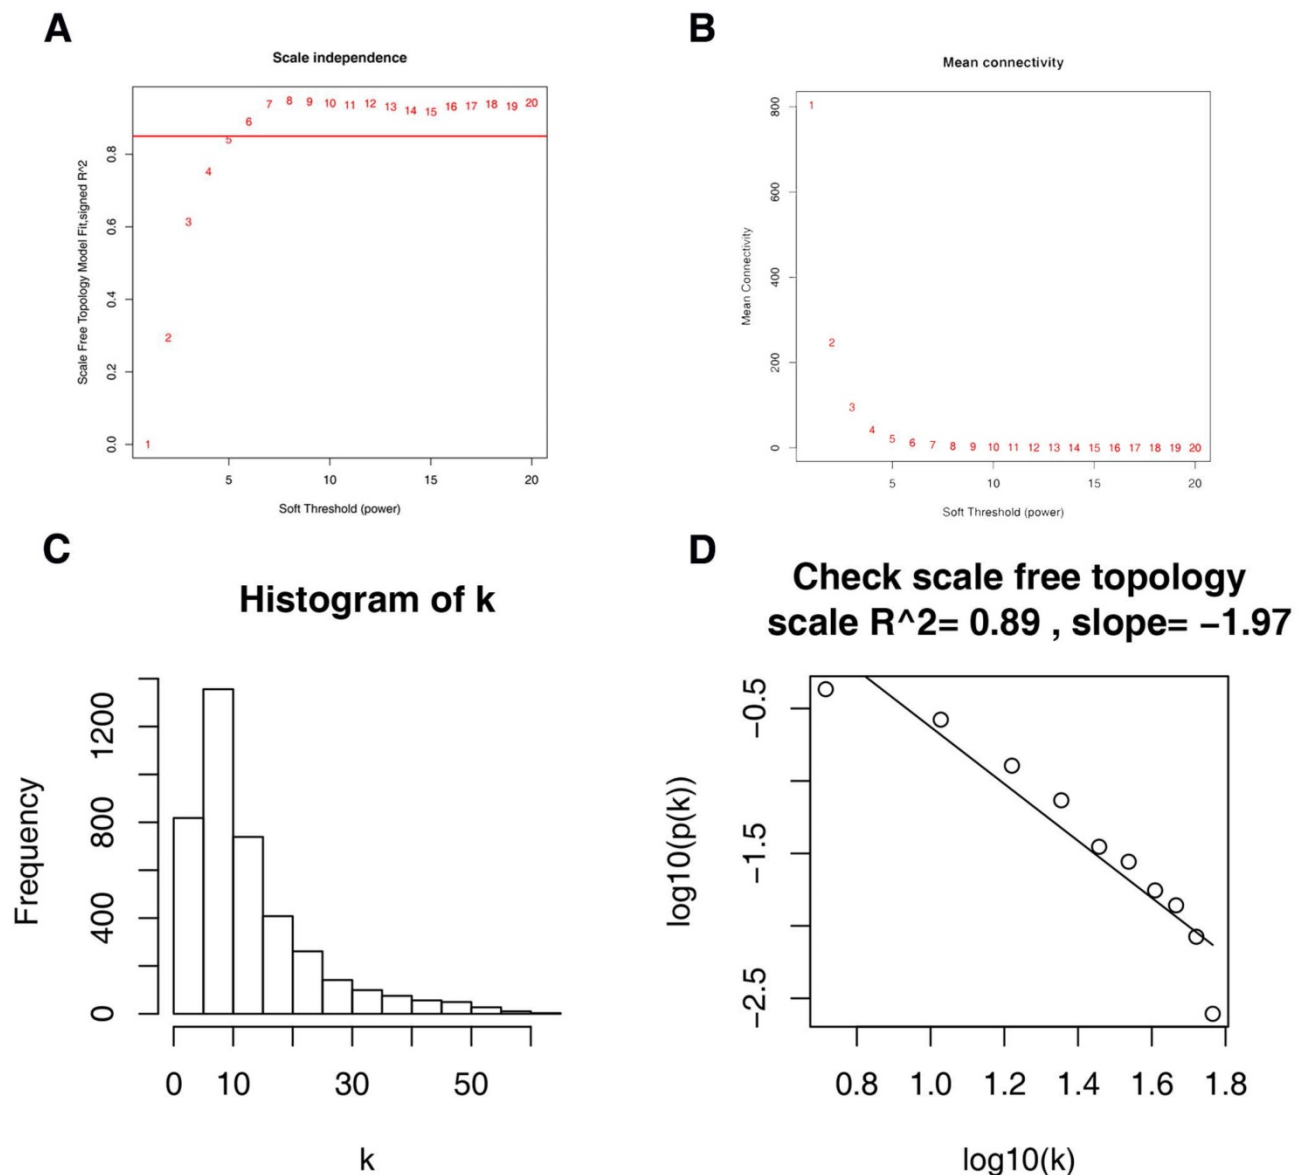 A
Scale independence
Scale Free Topology Model Fit,signed R^2
0.0 0.2 0.4 0.6 0.8
1 2 3 4 5 6 7 8 9 10 11 12 13 14 15 16 17 18 19 20
5 10 15 20
Soft Threshold (power)
B
Mean connectivity
Mean Connectivity
0 200 400 600 800
1 2 3 4 5 6 7 8 9 10 11 12 13 14 15 16 17 18 19 20
5 10 15 20
Soft Threshold (power)
C
Histogram of k
Frequency
0 400 800 1200
0 10 30 50
k
D
Check scale free topology
scale R^2= 0.89 , slope= −1.97
log10(p(k))
−2.5 −1.5 −0.5
0.8 1.0 1.2 1.4 1.6 1.8
log10(k)